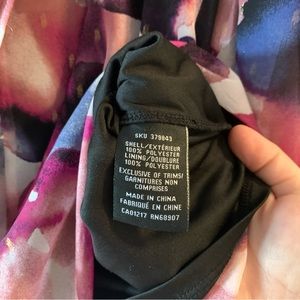 SKU 379843
SHELL/EXTÉRIEUR
100% POLYESTER
LINING/DOUBLURE
100% POLYESTER
EXCLUSIVE OF TRIMS/
GARNITURES NON
COMPRISES
MADE IN CHINA
FABRIQUÉ EN CHINE
CA01217 RN68907